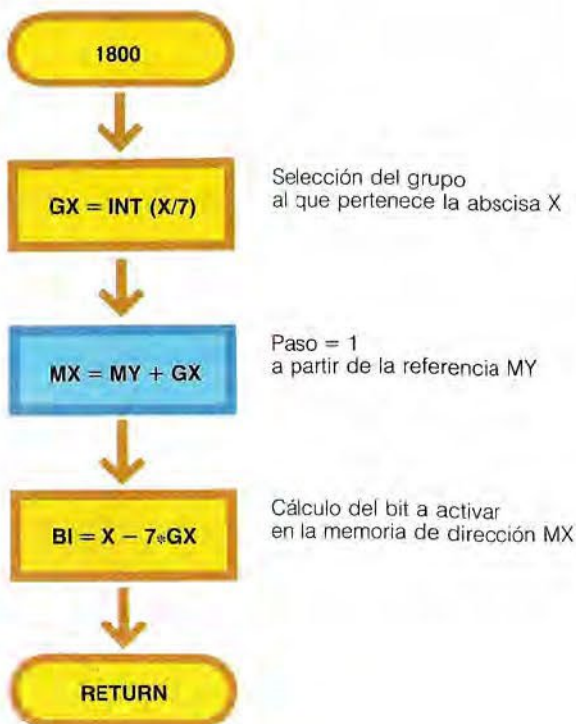 1800
GX = INT (X/7)
Selección del grupo
al que pertenece la abscisa X
MX = MY + GX
Paso = 1
a partir de la referencia MY
BI = X − 7*GX
Cálculo del bit a activar
en la memoria de dirección MX
RETURN